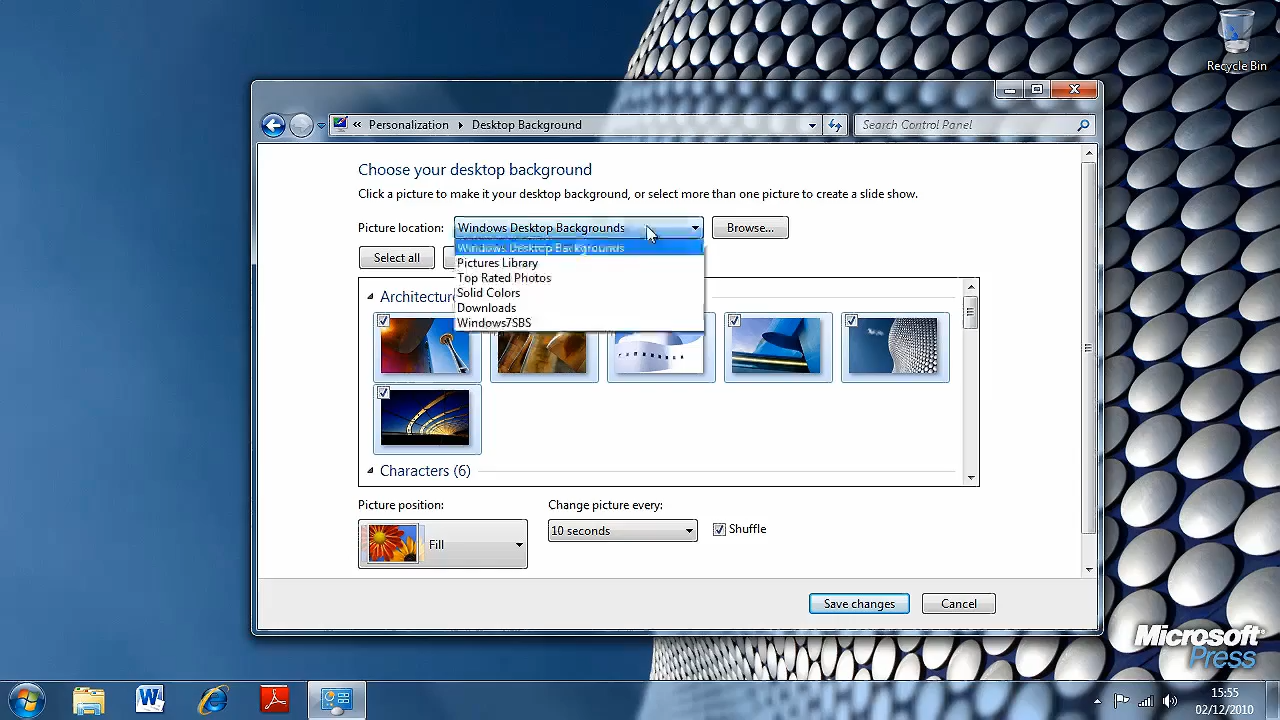 Recycle Bin
« Personalization Desktop Background
Search Control Panel
Choose your desktop background
Click a picture to make it your desktop background, or select more than one picture to create a slide show.
Picture location: Windows Desktop Backgrounds Browse...
Windows Desktop Backgrounds
Pictures Library
Top Rated Photos
Solid Colors
Downloads
Windows7SBS
Select all
Architecture
Characters (6)
Picture position:
Fill
Change picture every:
10 seconds
Shuffle
Save changes Cancel
Microsoft
Press
15:55
02/12/2010